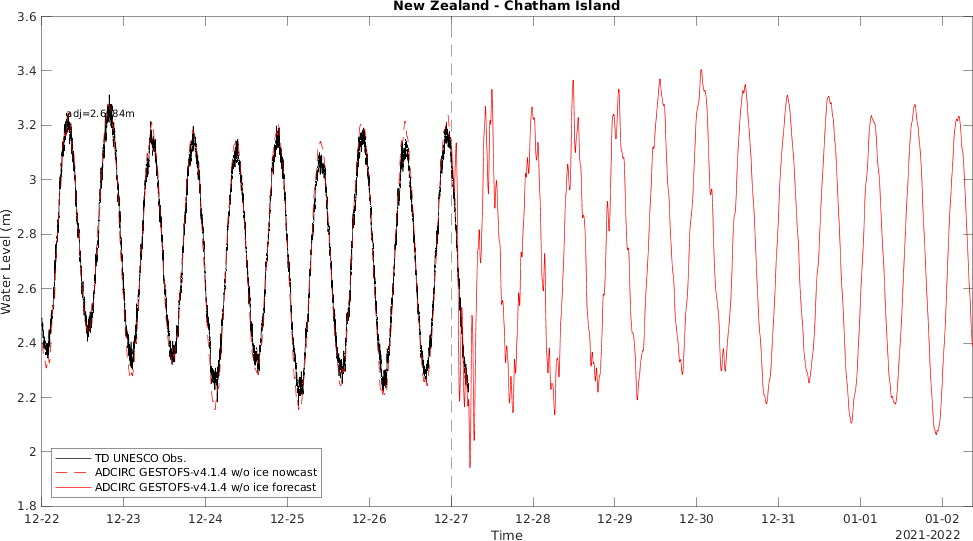 New Zealand - Chatham Island
3.6
3.4
3.2
3
2.8
2.6
2.4
2.2
2
1.8
Water Level (m)
TD UNESCO Obs.
ADCIRC GESTOFS-v4.1.4 w/o ice nowcast
ADCIRC GESTOFS-v4.1.4 w/o ice forecast
12-22 12-23 12-24 12-25 12-26 12-27 12-28 12-29 12-30 12-31 01-01 01-02
Time
2021-2022